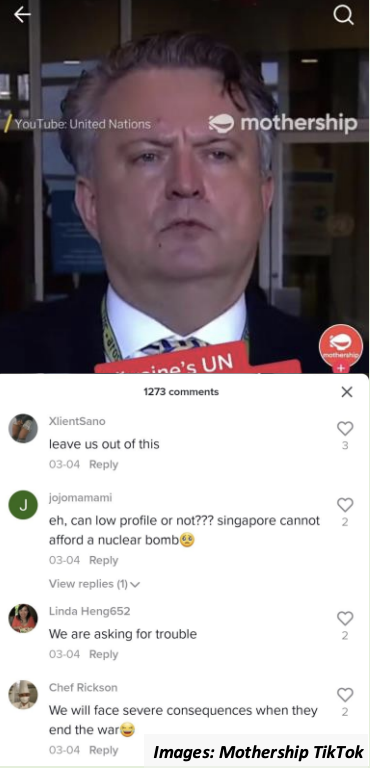 YouTube: United Nations
mothership
mothership
ine's UN
1273 comments
XlientSano
leave us out of this
3
03-04 Reply
J
jojomamami
eh, can low profile or not??? singapore cannot
afford a nuclear bomb🥺
2
03-04 Reply
View replies (1)
Linda Heng652
We are asking for trouble
2
03-04 Reply
Chef Rickson
We will face severe consequences when they
end the war😅
2
03-04 Reply
Images: Mothership TikTok